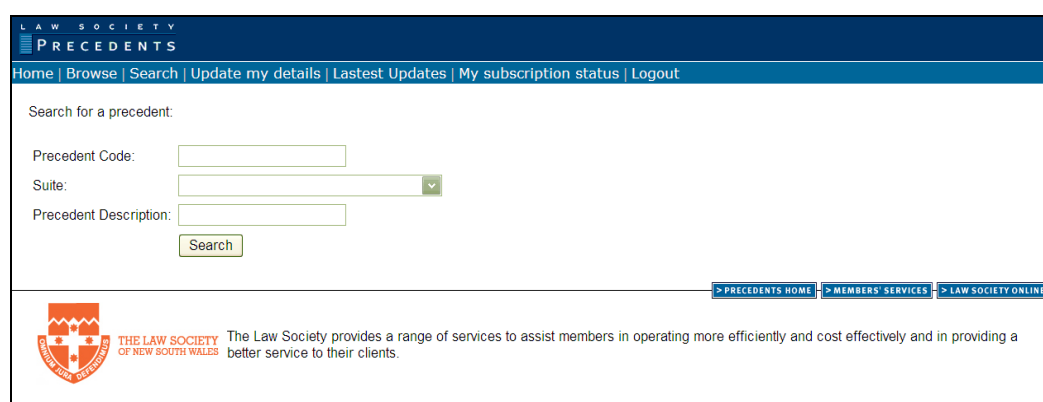 LAW SOCIETY
PRECEDENTS
Home | Browse | Search | Update my details | Lastest Updates | My subscription status | Logout
Search for a precedent:
Precedent Code:
Suite:
Precedent Description:
Search
> PRECEDENTS HOME > MEMBERS' SERVICES > LAW SOCIETY ONLINE
THE LAW SOCIETY
OF NEW SOUTH WALES
The Law Society provides a range of services to assist members in operating more efficiently and cost effectively and in providing a
better service to their clients.
OMNIUM JURA DEFENDIMUS